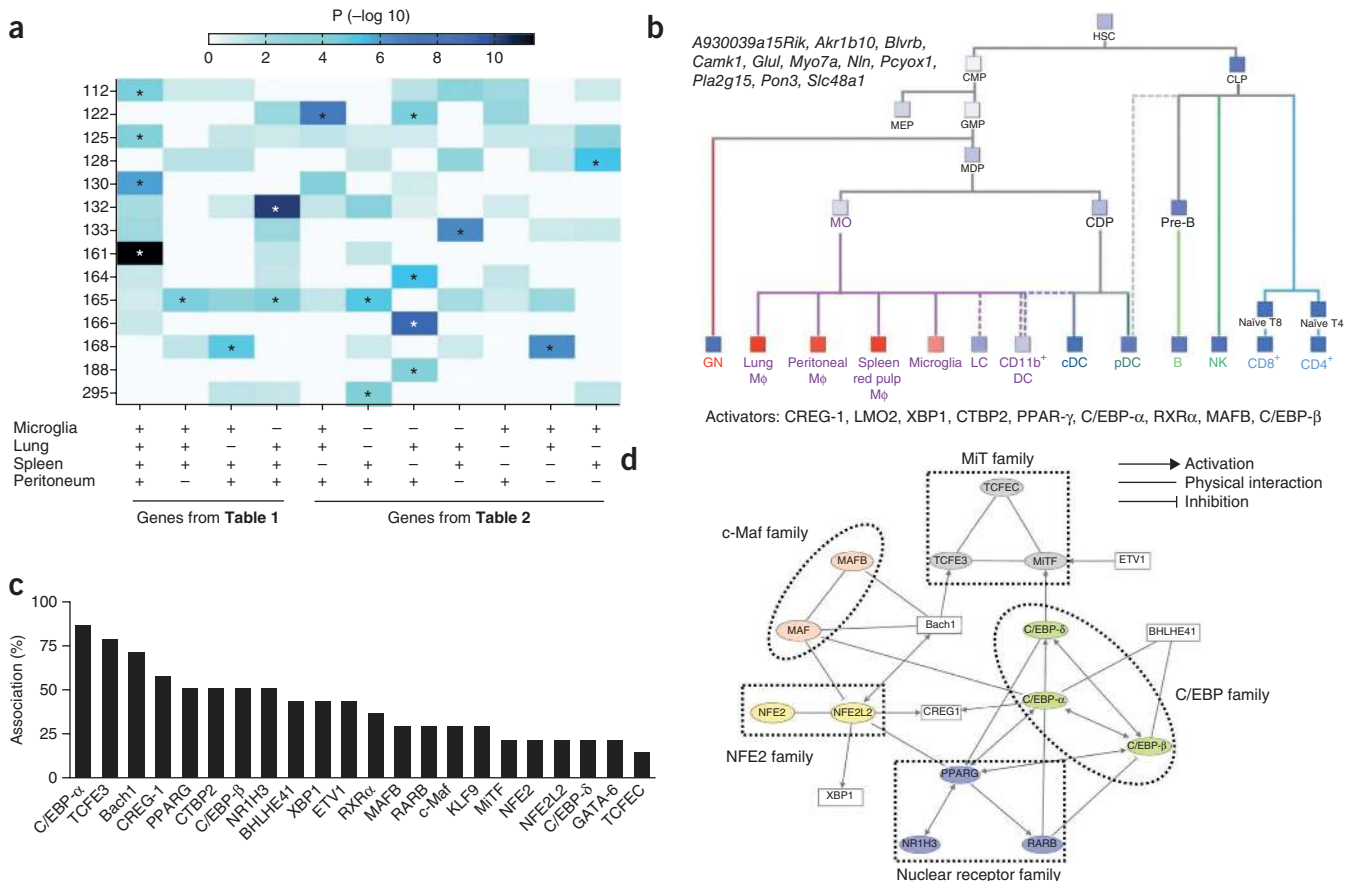 a
P (–log 10)
0 2 4 6 8 10
112 *
122 * *
125 *
128 *
130 *
132 *
133 *
161 *
164 *
165 * * *
166 *
168 * *
188 *
295 *
Microglia + + + – + – – – + + +
Lung + + – + + – + + – + –
Spleen + + + + – + – + – – +
Peritoneum + – + + + + + – + – –
Genes from Table 1
Genes from Table 2
b
A930039a15Rik, Akr1b10, Blvrb,
Camk1, Glul, Myo7a, Nln, Pcyox1,
Pla2g15, Pon3, Slc48a1
HSC
CMP
CLP
MEP
GMP
MDP
MO
CDP
Pre-B
Naïve T8
Naïve T4
GN
Lung
Mϕ
Peritoneal
Mϕ
Spleen
red pulp
Mϕ
Microglia
LC
CD11b+
DC
cDC
pDC
B
NK
CD8+
CD4+
Activators: CREG-1, LMO2, XBP1, CTBP2, PPAR-γ, C/EBP-α, RXRα, MAFB, C/EBP-β
c
Association (%)
100
75
50
25
0
C/EBP-α
TCFE3
Bach1
CREG-1
PPARG
CTBP2
C/EBP-β
NR1H3
BHLHE41
XBP1
ETV1
RXRα
MAFB
RARB
c-Maf
KLF9
MiTF
NFE2
NFE2L2
C/EBP-δ
GATA-6
TCFEC
d
MiT family
Activation
Physical interaction
Inhibition
TCFEC
c-Maf family
MAFB
TCFE3
MiTF
ETV1
MAF
Bach1
C/EBP-δ
BHLHE41
C/EBP family
NFE2
NFE2L2
CREG1
C/EBP-α
C/EBP-β
NFE2 family
PPARG
XBP1
NR1H3
RARB
Nuclear receptor family